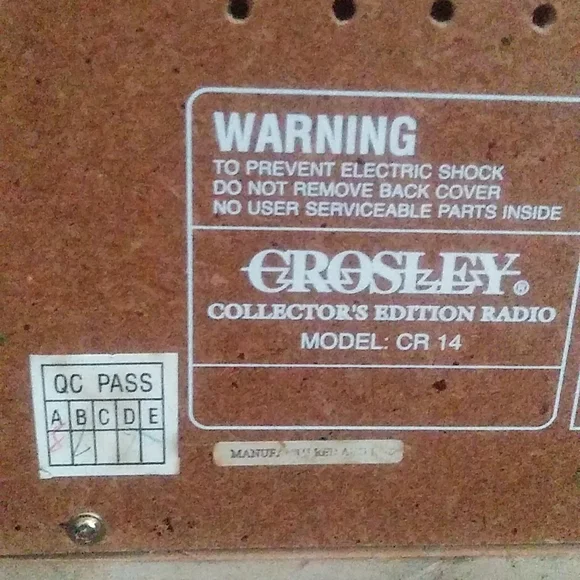 WARNING
TO PREVENT ELECTRIC SHOCK
DO NOT REMOVE BACK COVER
NO USER SERVICEABLE PARTS INSIDE
CROSLEY®
COLLECTOR'S EDITION RADIO
MODEL: CR 14
QC PASS
A B C D E